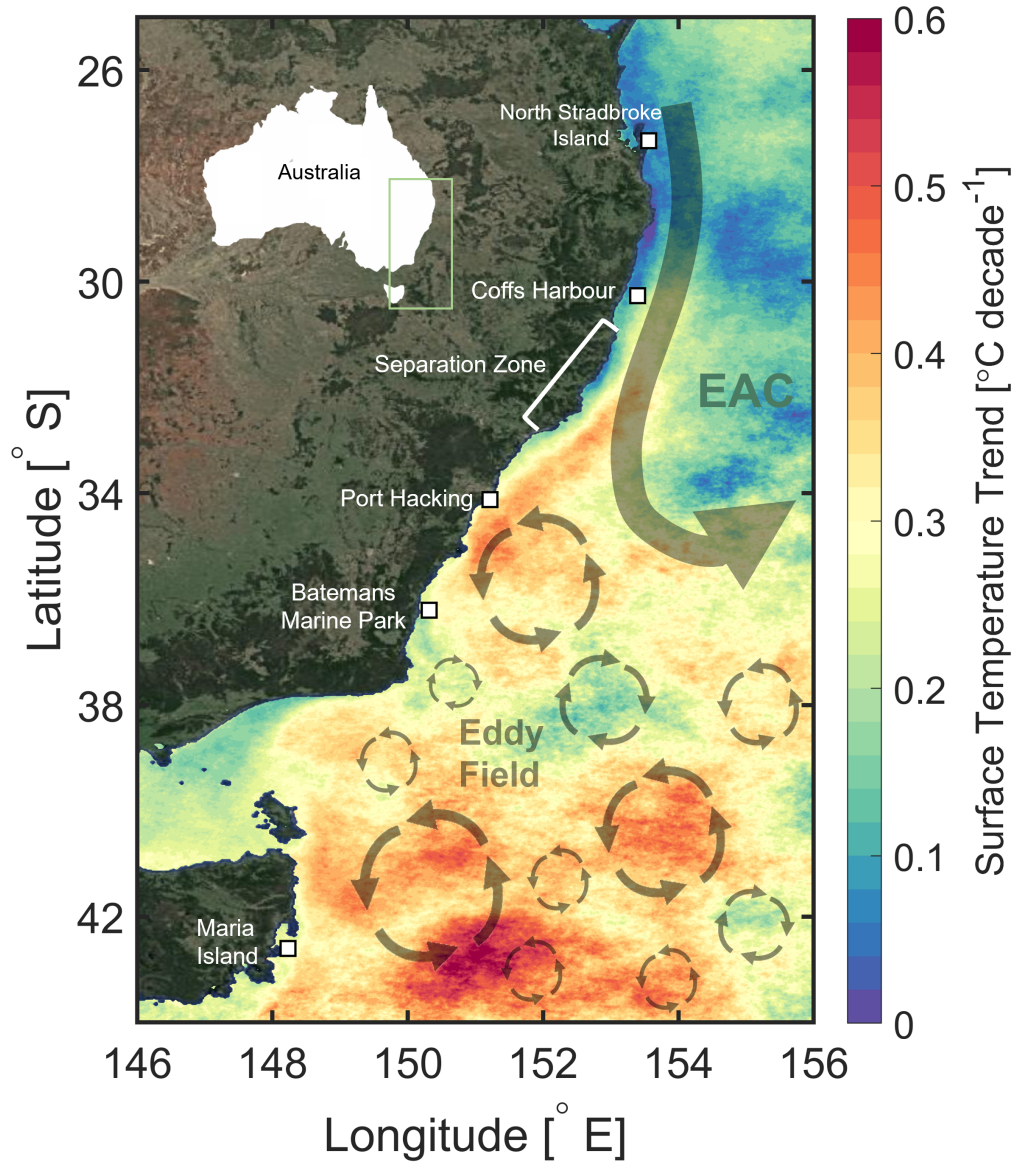 26
30
34
38
42
Latitude [° S]
146
148
150
152
154
156
Longitude [° E]
North Stradbroke
Island
Australia
Coffs Harbour
Separation Zone
EAC
Port Hacking
Batemans
Marine Park
Eddy
Field
Maria
Island
0.6
0.5
0.4
0.3
0.2
0.1
0
Surface Temperature Trend [°C decade⁻¹]